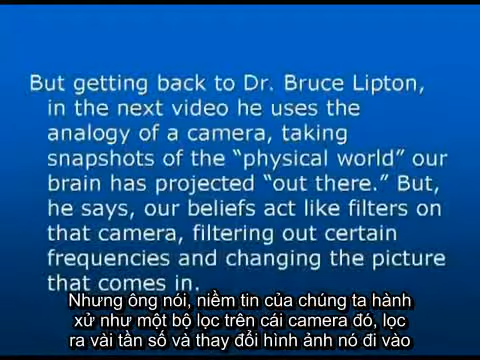 But getting back to Dr. Bruce Lipton,
in the next video he uses the
analogy of a camera, taking
snapshots of the “physical world” our
brain has projected “out there.” But,
he says, our beliefs act like filters on
that camera, filtering out certain
frequencies and changing the picture
that comes in.
Nhưng ông nói, niềm tin của chúng ta hành
xử như một bộ lọc trên cái camera đó, lọc
ra vài tần số và thay đổi hình ảnh nó đi vào